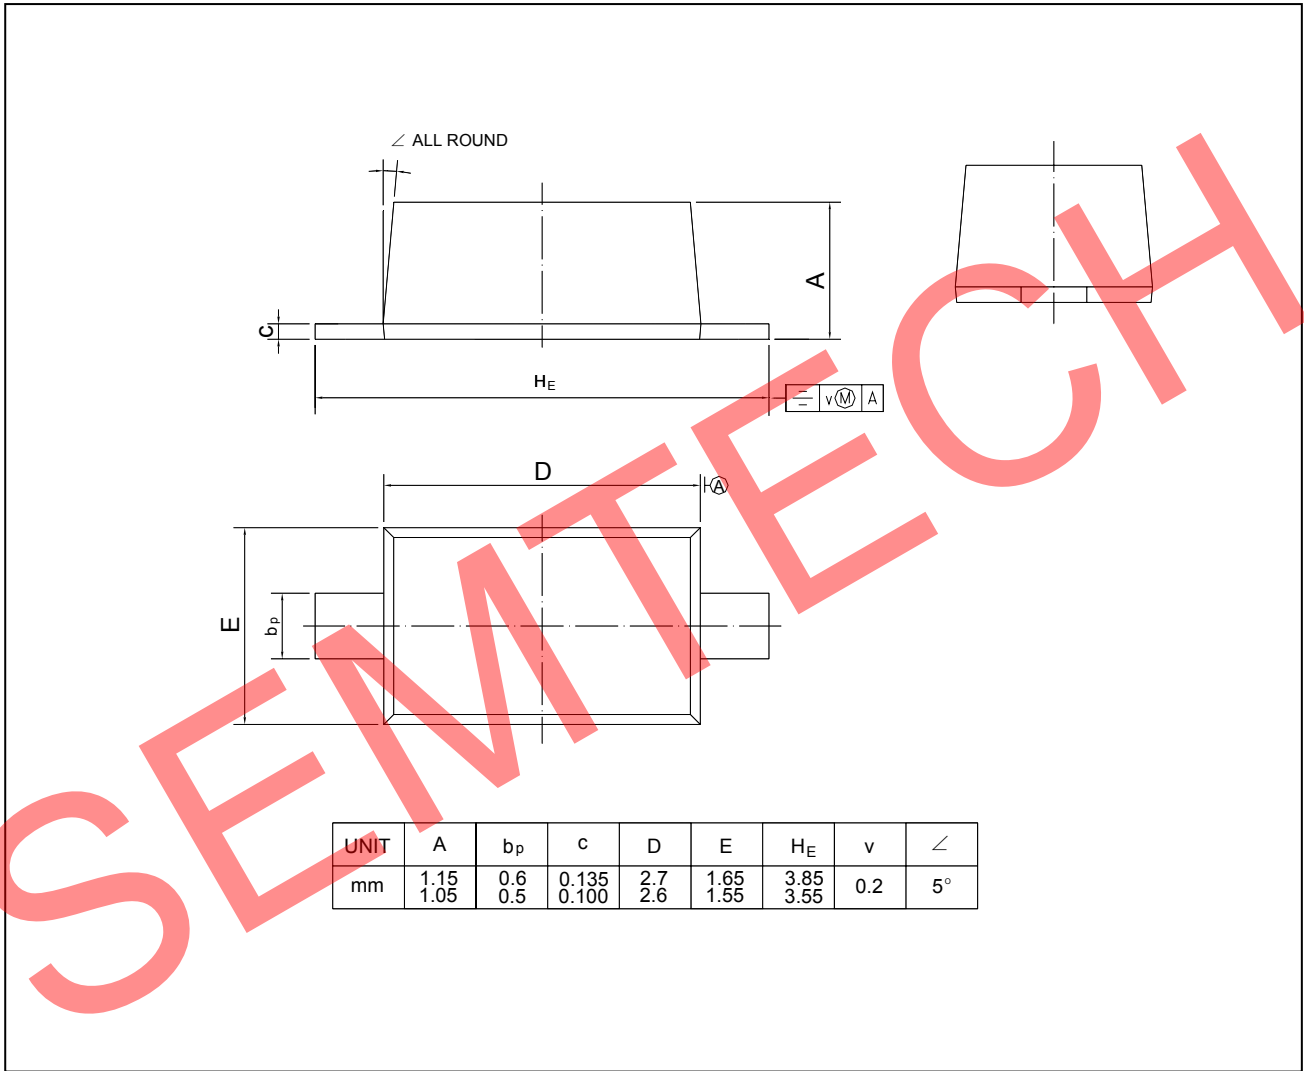 ∠ ALL ROUND
A
c
HE
v Ⓜ A
D
A
E
bp
UNIT A bp c D E HE v ∠
mm 1.15 0.6 0.135 2.7 1.65 3.85 0.2 5°
1.05 0.5 0.100 2.6 1.55 3.55
SEMTECH